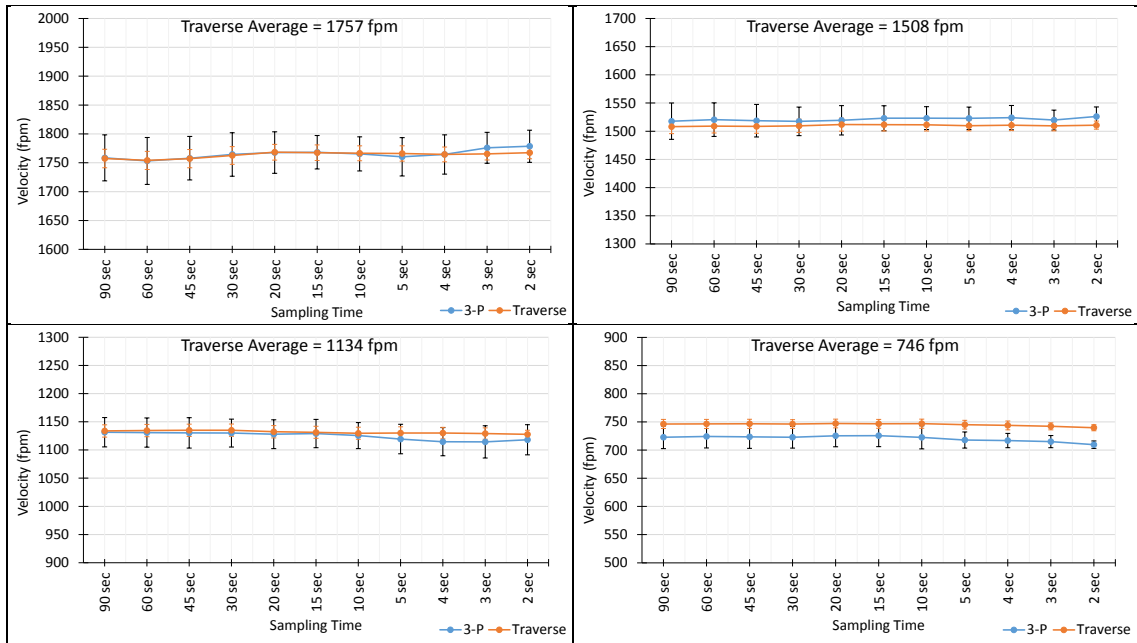 Traverse Average = 1757 fpm
2000
1950
1900
1850
1800
1750
1700
1650
1600
Velocity (fpm)
90 sec
60 sec
45 sec
30 sec
20 sec
15 sec
10 sec
5 sec
4 sec
3 sec
2 sec
Sampling Time
3-P
Traverse
Traverse Average = 1508 fpm
1700
1650
1600
1550
1500
1450
1400
1350
1300
Velocity (fpm)
90 sec
60 sec
45 sec
30 sec
20 sec
15 sec
10 sec
5 sec
4 sec
3 sec
2 sec
Sampling Time
3-P
Traverse
Traverse Average = 1134 fpm
1300
1250
1200
1150
1100
1050
1000
950
900
Velocity (fpm)
90 sec
60 sec
45 sec
30 sec
20 sec
15 sec
10 sec
5 sec
4 sec
3 sec
2 sec
Sampling Time
3-P
Traverse
Traverse Average = 746 fpm
900
850
800
750
700
650
600
550
500
Velocity (fpm)
90 sec
60 sec
45 sec
30 sec
20 sec
15 sec
10 sec
5 sec
4 sec
3 sec
2 sec
Sampling Time
3-P
Traverse